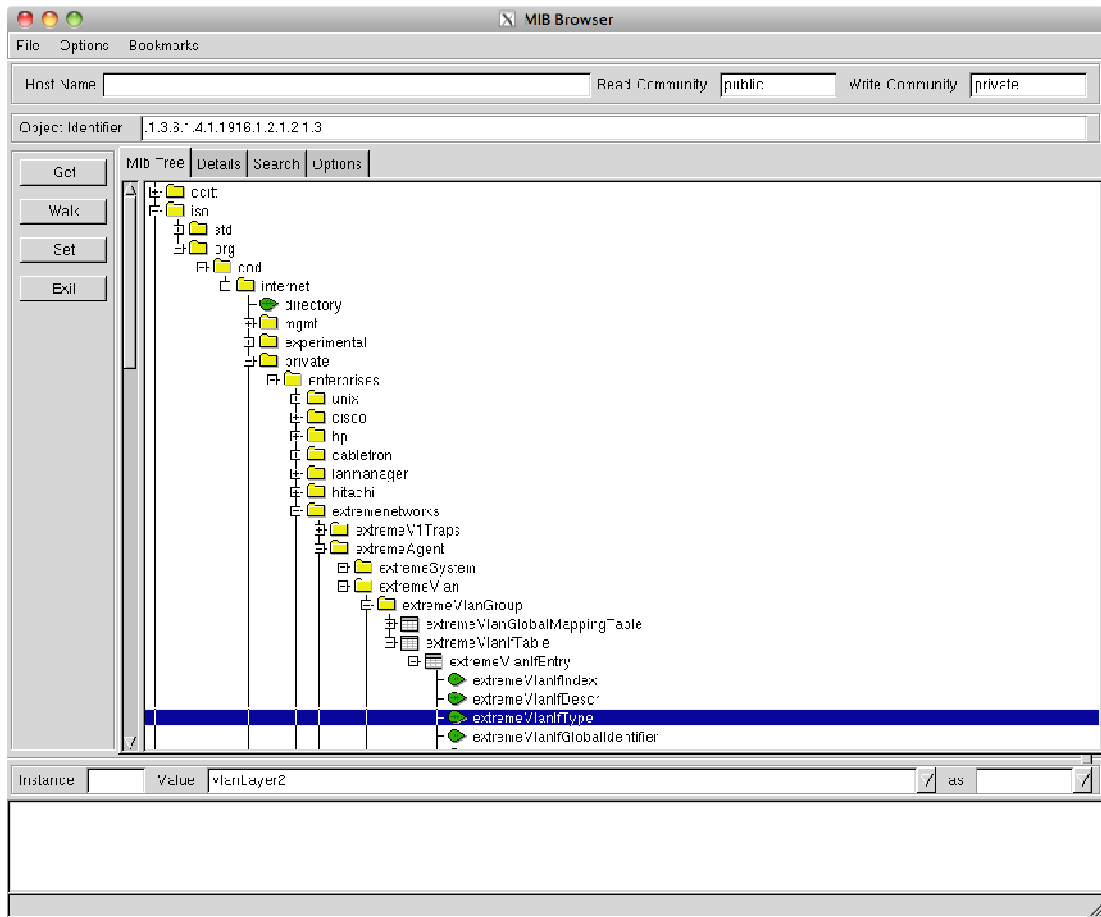 MIB Browser
File Options Bookmarks
Host Name Read Community public Write Community private
Object Identifier .1.3.6.1.4.1.1916.1.2.1.2.1.3
Get
Walk
Set
Exit
Mib Tree Details Search Options
ccitt
iso
std
org
dod
internet
directory
mgmt
experimental
private
enterprises
unix
cisco
hp
cabletron
lanmanager
hitachi
extremenetworks
extremeV1Traps
extremeAgent
extremeSystem
extremeVlan
extremeVlanGroup
extremeVlanGlobalMappingTable
extremeVlanIfTable
extremeVlanIfEntry
extremeVlanIfIndex
extremeVlanIfDescr
extremeVlanIfType
extremeVlanIfGlobalIdentifier
Instance Value vlanLayer2 as